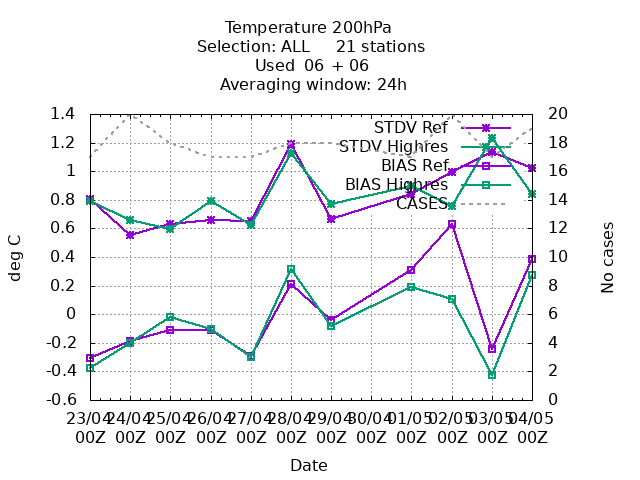 Temperature 200hPa
Selection: ALL 21 stations
Used 06 + 06
Averaging window: 24h
1.4
1.2
1
0.8
0.6
0.4
0.2
0
-0.2
-0.4
-0.6
deg C
20
18
16
14
12
10
8
6
4
2
0
No cases
STDV Ref
STDV Highres
BIAS Ref
BIAS Highres
CASES
23/04 24/04 25/04 26/04 27/04 28/04 29/04 30/04 01/05 02/05 03/05 04/05
00Z 00Z 00Z 00Z 00Z 00Z 00Z 00Z 00Z 00Z 00Z 00Z
Date